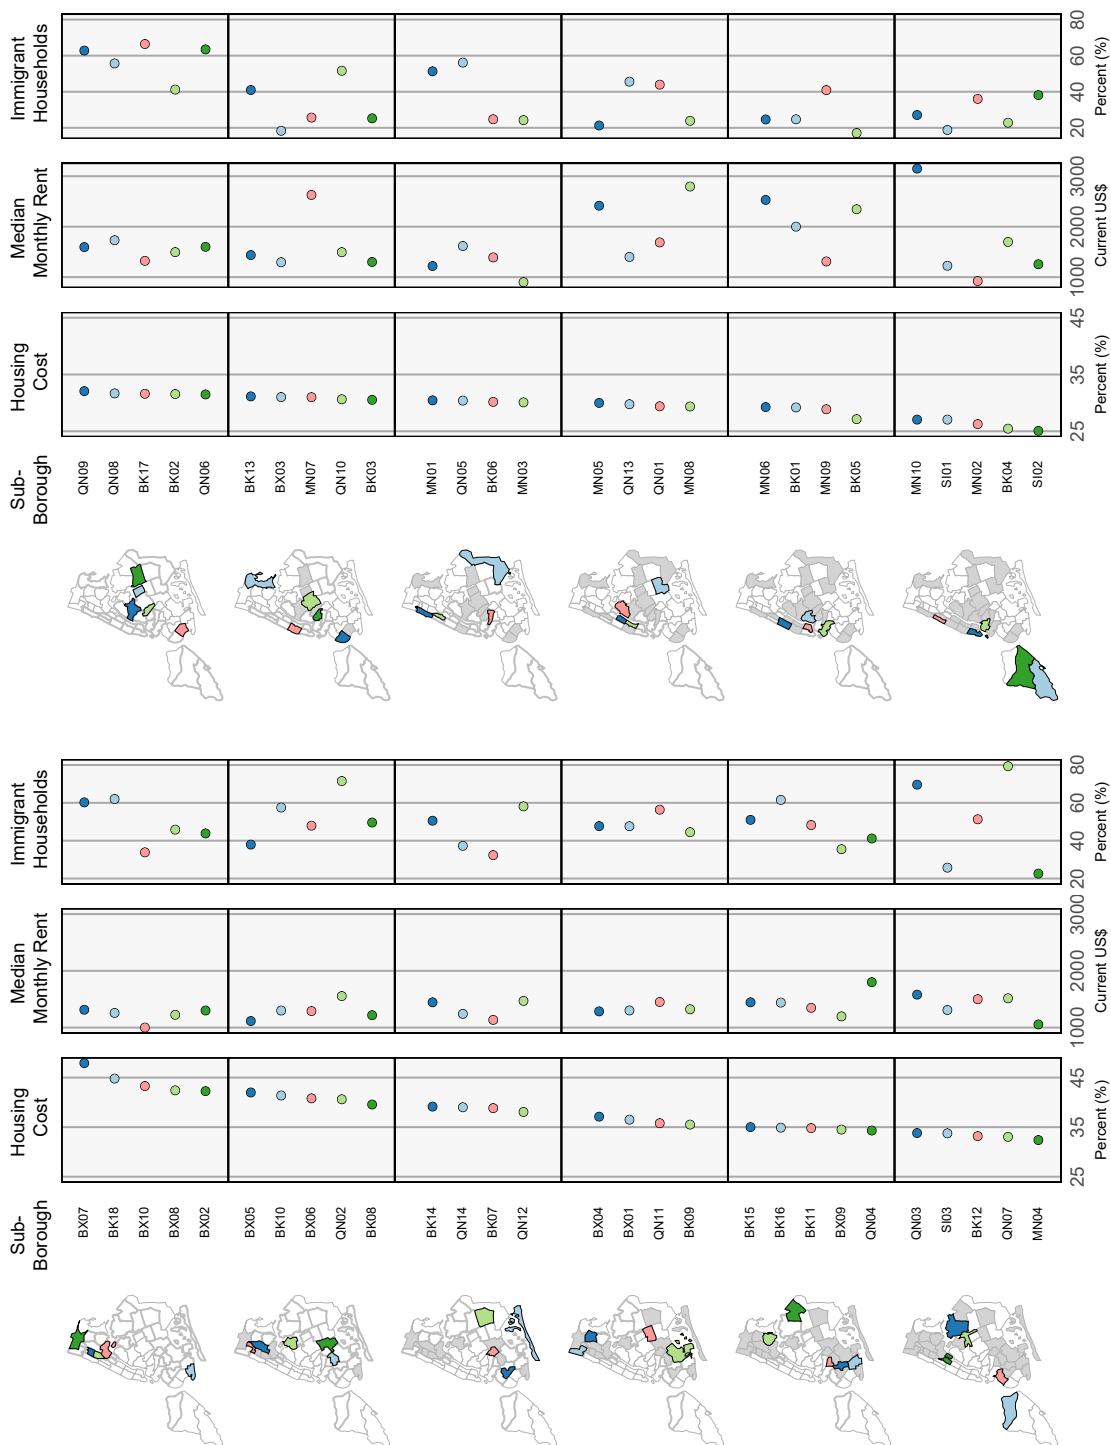 Sub-
Borough
Housing
Cost
Median
Monthly Rent
Immigrant
Households
BX07
BK18
BX10
BX08
BX02
BX05
BK10
BX06
QN02
BK08
BK14
QN14
BK07
QN12
BX04
BX01
QN11
BK09
BK15
BK16
BK11
BX09
QN04
QN03
SI03
BK12
QN07
MN04
25 35 45
1000 2000 3000
20 40 60 80
Percent (%)
Current US$
Percent (%)
Sub-
Borough
Housing
Cost
Median
Monthly Rent
Immigrant
Households
QN09
QN08
BK17
BK02
QN06
BK13
BX03
MN07
QN10
BK03
MN01
QN05
BK06
MN03
MN05
QN13
QN01
MN08
MN06
BK01
MN09
BK05
MN10
SI01
MN02
BK04
SI02
25 35 45
1000 2000 3000
20 40 60 80
Percent (%)
Current US$
Percent (%)